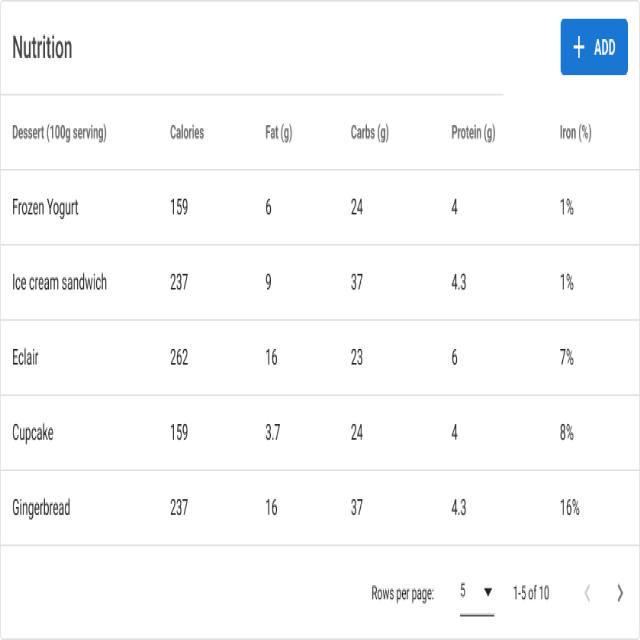 Nutrition
+ ADD
Dessert (100g serving) Calories Fat (g) Carbs (g) Protein (g) Iron (%)
Frozen Yogurt 159 6 24 4 1%
Ice cream sandwich 237 9 37 4.3 1%
Eclair 262 16 23 6 7%
Cupcake 159 3.7 24 4 8%
Gingerbread 237 16 37 4.3 16%
Rows per page: 5 1-5 of 10